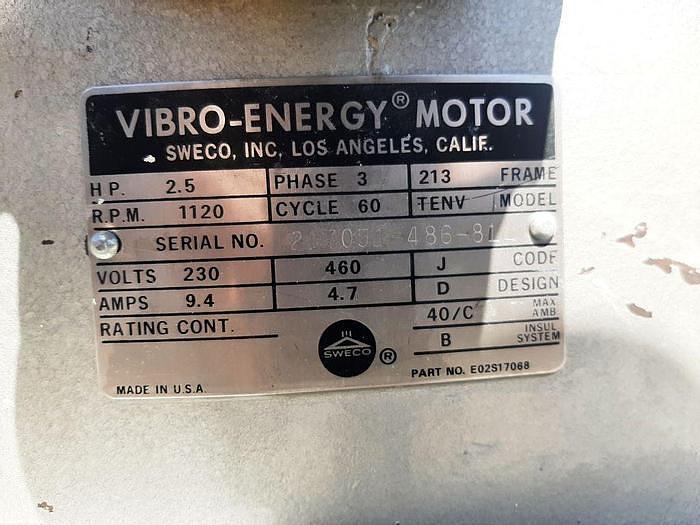 VIBRO-ENERGY® MOTOR
SWECO, INC, LOS ANGELES, CALIF.
H P. 2.5 PHASE 3 213 FRAME
R.P.M. 1120 CYCLE 60 TENV MODEL
SERIAL NO.
VOLTS 230 460 J CODE
AMPS 9.4 4.7 D DESIGN
RATING CONT. 40/C MAX AMB
B INSUL SYSTEM
SWECO ®
MADE IN U.S.A. PART NO. E02S17068